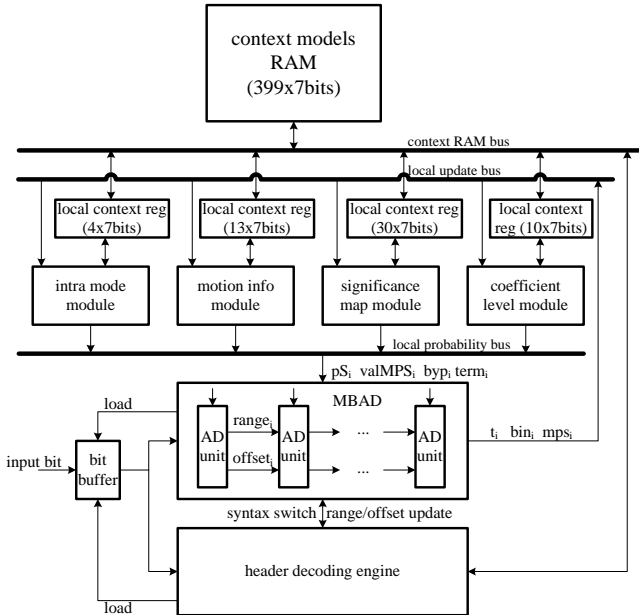 context models
RAM
(399x7bits)
context RAM bus
local update bus
local context reg
(4x7bits)
local context reg
(13x7bits)
local context reg
(30x7bits)
local context
reg (10x7bits)
intra mode
module
motion info
module
significance
map module
coefficient
level module
local probability bus
pSᵢ valMPSᵢ bypᵢ termᵢ
MBAD
load
AD
unit
rangeᵢ
offsetᵢ
AD
unit
...
...
AD
unit
tᵢ binᵢ mpsᵢ
input bit
bit
buffer
syntax switch
range/offset update
header decoding engine
load